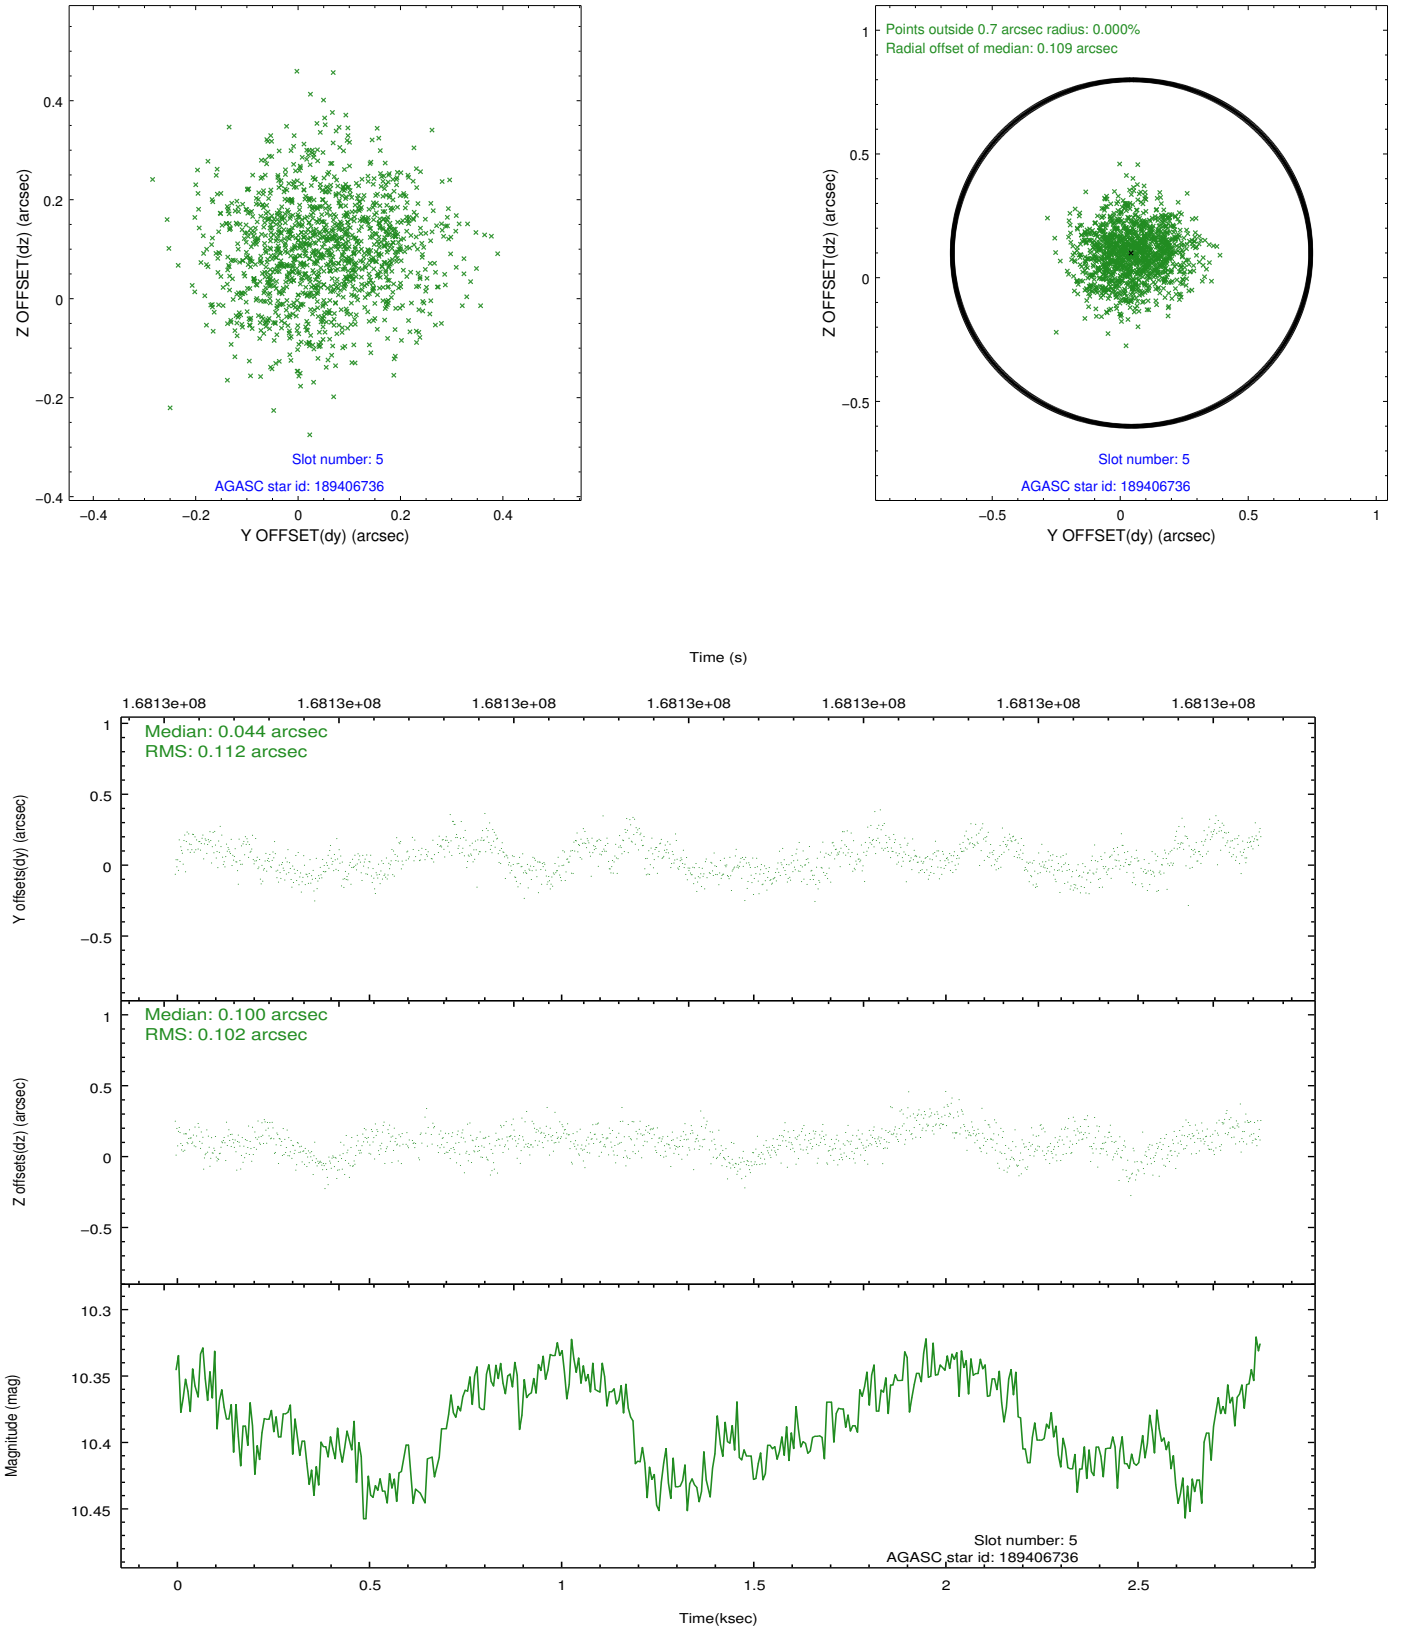 0.4
0.2
0
−0.2
−0.4
Z OFFSET(dz) (arcsec)
Slot number: 5
AGASC star id: 189406736
−0.4 −0.2 0 0.2 0.4
Y OFFSET(dy) (arcsec)
Points outside 0.7 arcsec radius: 0.000%
Radial offset of median: 0.109 arcsec
1
0.5
0
−0.5
Z OFFSET(dz) (arcsec)
Slot number: 5
AGASC star id: 189406736
−0.5 0 0.5 1
Y OFFSET(dy) (arcsec)
Time (s)
1.6813e+08 1.6813e+08 1.6813e+08 1.6813e+08 1.6813e+08 1.6813e+08 1.6813e+08
Median: 0.044 arcsec
RMS: 0.112 arcsec
1
0.5
0
−0.5
Y offsets(dy) (arcsec)
Median: 0.100 arcsec
RMS: 0.102 arcsec
1
0.5
0
−0.5
Z offsets(dz) (arcsec)
10.3
10.35
10.4
10.45
Magnitude (mag)
Slot number: 5
AGASC star id: 189406736
0 0.5 1 1.5 2 2.5
Time(ksec)